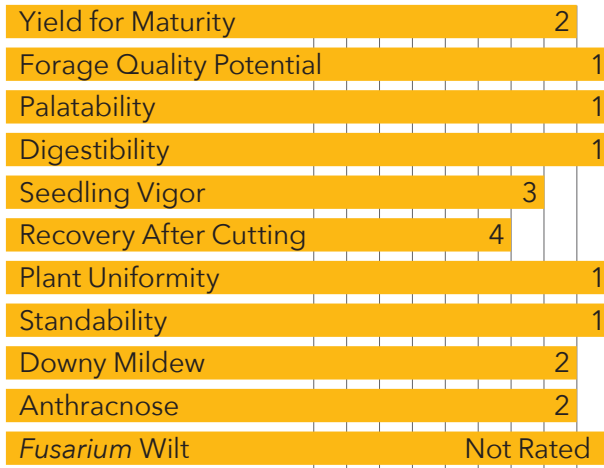 Yield for Maturity 2
Forage Quality Potential 1
Palatability 1
Digestibility 1
Seedling Vigor 3
Recovery After Cutting 4
Plant Uniformity 1
Standability 1
Downy Mildew 2
Anthracnose 2
Fusarium Wilt Not Rated